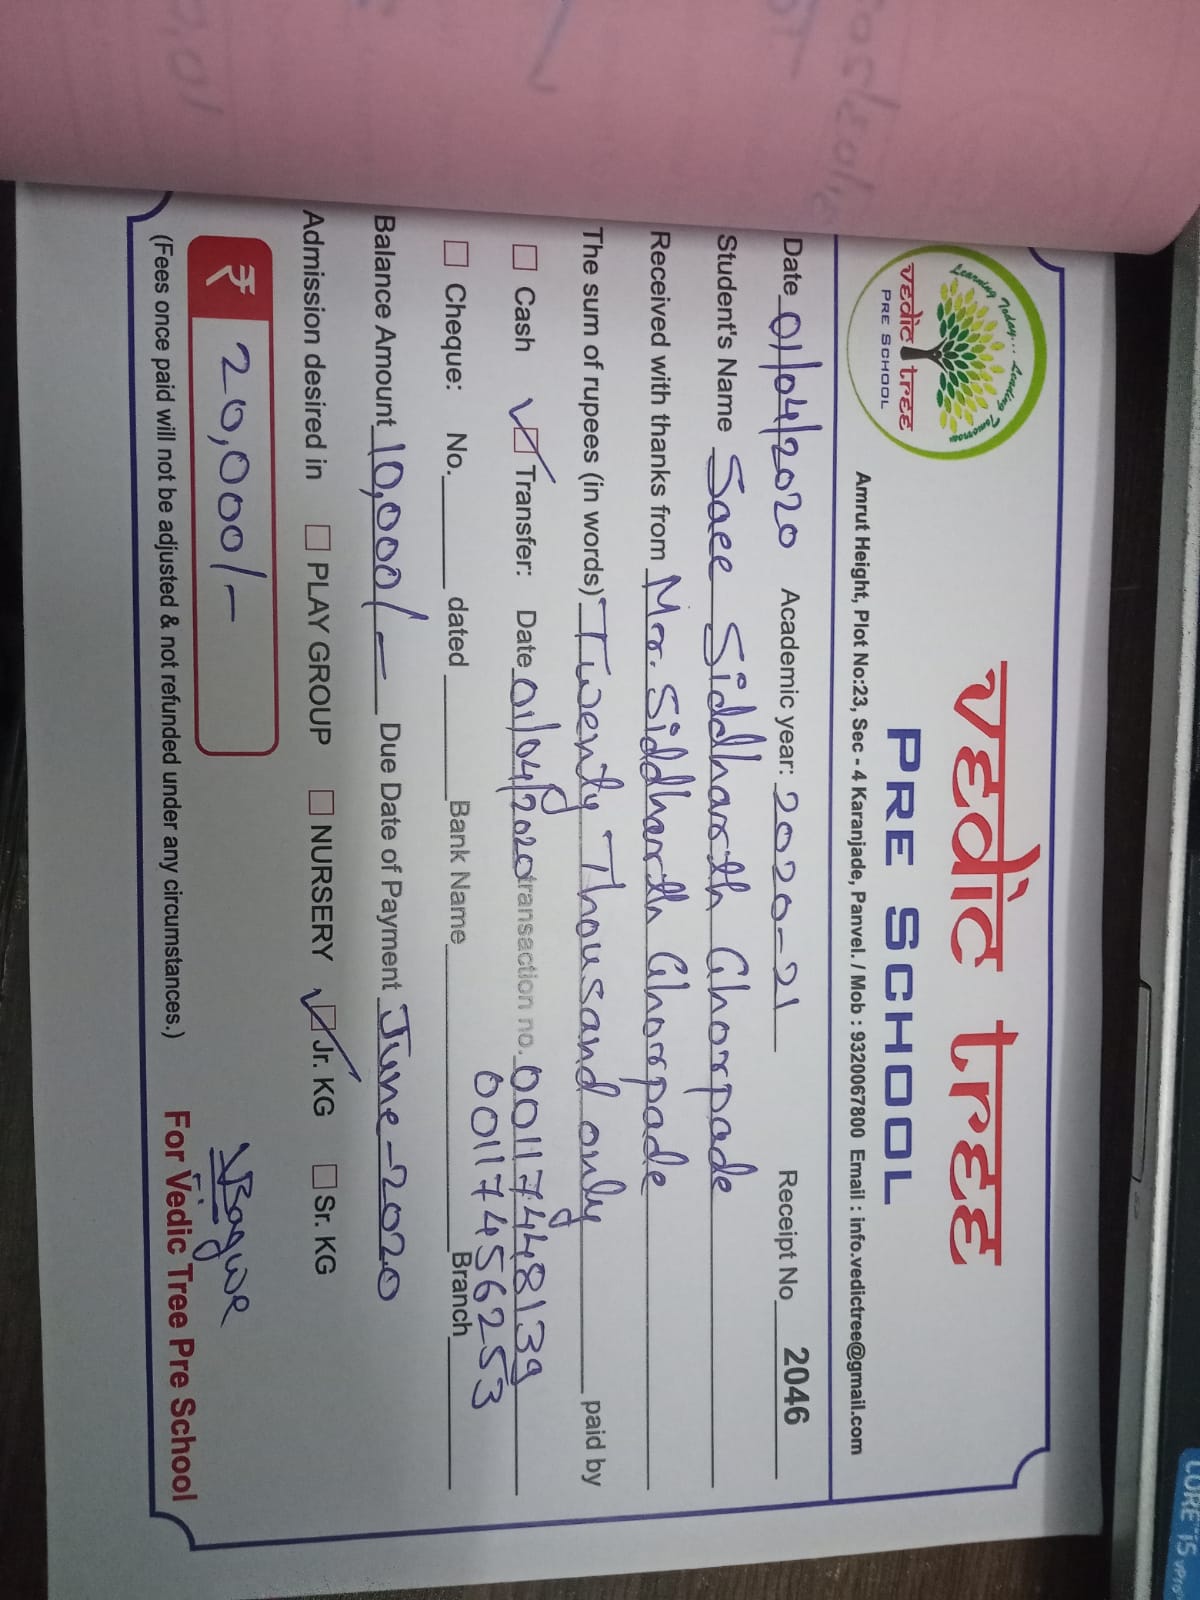 Learning Today... Leading Tomorrow
vedic tree
PRE SCHOOL
vedic tree
PRE SCHOOL
Amrut Height, Plot No:23, Sec - 4 Karanjade, Panvel. / Mob : 9320067800 Email : info.vedictree@gmail.com
Date 01/04/2020 Academic year: 2020-21 Receipt No 2046
Student's Name Saee Siddharth Ghorpade
Received with thanks from Mr. Siddharth Ghorpade
The sum of rupees (in words) Twenty Thousand only paid by
Cash Transfer: Date 01/04/2020 transaction no. 001174448139
001174456253
Cheque: No. dated Bank Name Branch
Balance Amount 10,000/- Due Date of Payment June-2020
Admission desired in PLAY GROUP NURSERY Jr. KG Sr. KG
₹ 20,000/-
(Fees once paid will not be adjusted & not refunded under any circumstances.)
For Vedic Tree Pre School
CORE i5 vPro